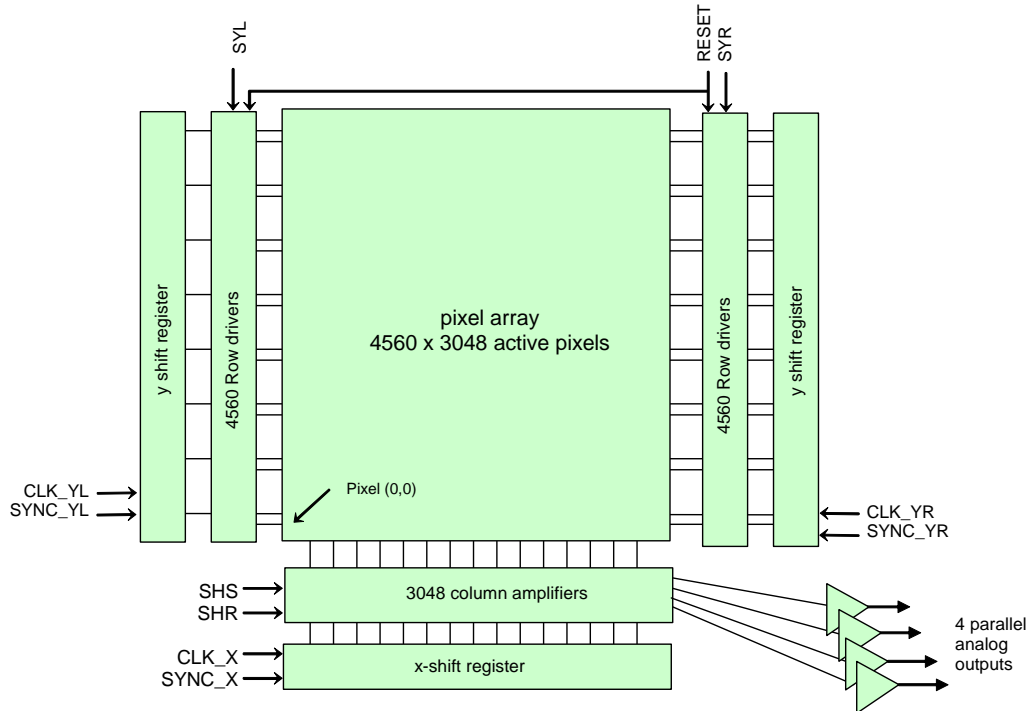 SYL
RESET
SYR
y shift register
4560 Row drivers
pixel array
4560 x 3048 active pixels
4560 Row drivers
y shift register
Pixel (0,0)
CLK_YL
SYNC_YL
CLK_YR
SYNC_YR
SHS
SHR
3048 column amplifiers
4 parallel
analog
outputs
CLK_X
SYNC_X
x-shift register